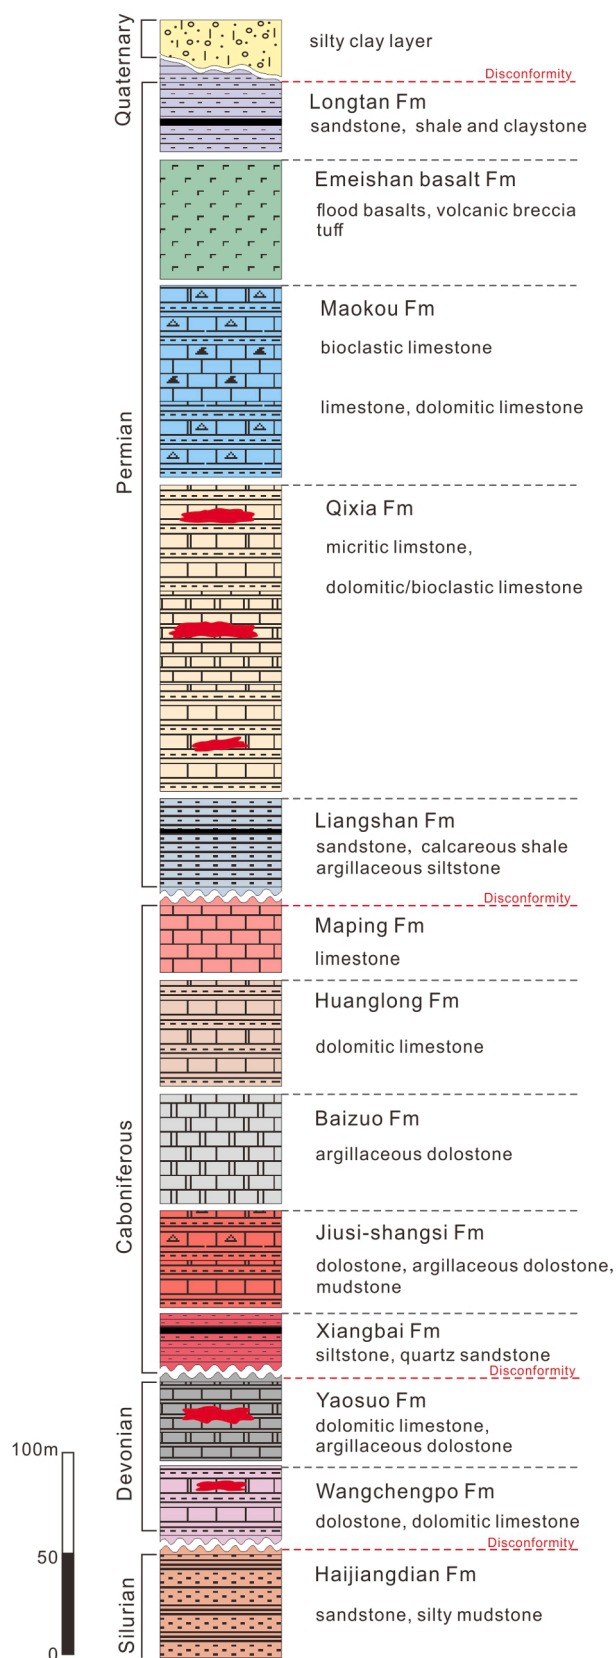 Quaternary
silty clay layer
Disconformity
Permian
Longtan Fm
sandstone, shale and claystone
Emeishan basalt Fm
flood basalts, volcanic breccia
tuff
Maokou Fm
bioclastic limestone
limestone, dolomitic limestone
Qixia Fm
micritic limstone,
dolomitic/bioclastic limestone
Liangshan Fm
sandstone, calcareous shale
argillaceous siltstone
Disconformity
Caboniferous
Maping Fm
limestone
Huanglong Fm
dolomitic limestone
Baizuo Fm
argillaceous dolostone
Jiusi-shangsi Fm
dolostone, argillaceous dolostone,
mudstone
Xiangbai Fm
siltstone, quartz sandstone
Disconformity
Devonian
Yaosuo Fm
dolomitic limestone,
argillaceous dolostone
Wangchengpo Fm
dolostone, dolomitic limestone
Disconformity
Silurian
Haijiangdian Fm
sandstone, silty mudstone
100m
50
0